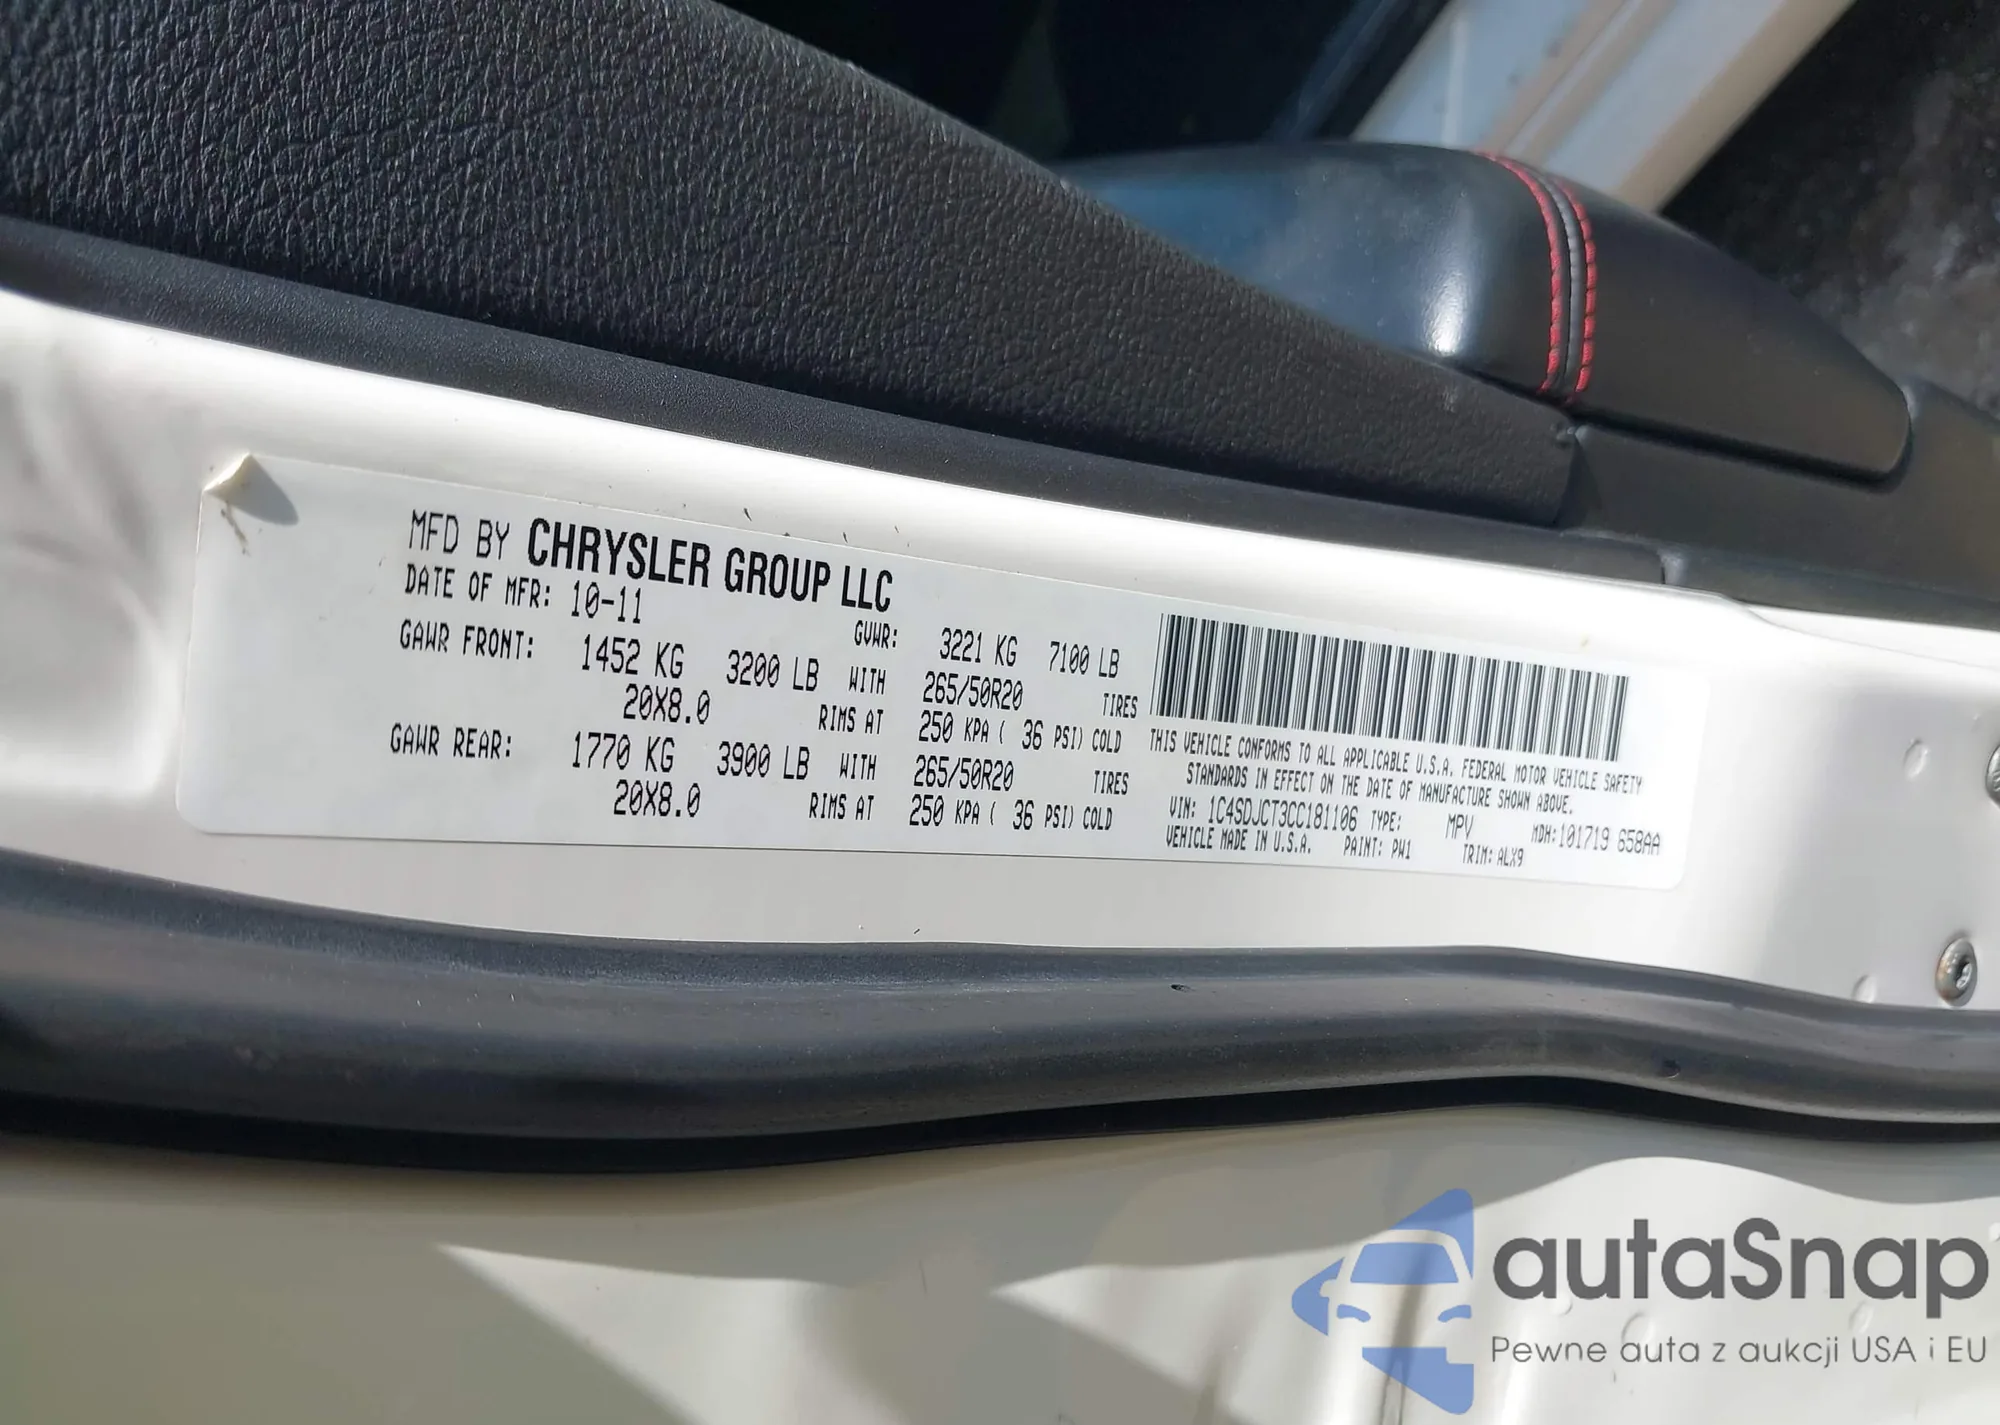 MFD BY CHRYSLER GROUP LLC
DATE OF MFR: 10-11 GVWR: 3221 KG 7100 LB
GAWR FRONT: 1452 KG 3200 LB WITH 265/50R20 TIRES
20X8.0 RIMS AT 250 KPA ( 36 PSI) COLD
GAWR REAR: 1770 KG 3900 LB WITH 265/50R20 TIRES
20X8.0 RIMS AT 250 KPA ( 36 PSI) COLD
THIS VEHICLE CONFORMS TO ALL APPLICABLE U.S.A. FEDERAL MOTOR VEHICLE SAFETY
STANDARDS IN EFFECT ON THE DATE OF MANUFACTURE SHOWN ABOVE.
VIN: 1C4SDJCT3CC181106 TYPE: MPV MDH:101719 658AA
VEHICLE MADE IN U.S.A. PAINT: PW1 TRIM: ALX9
autaSnap
Pewne auta z aukcji USA i EU